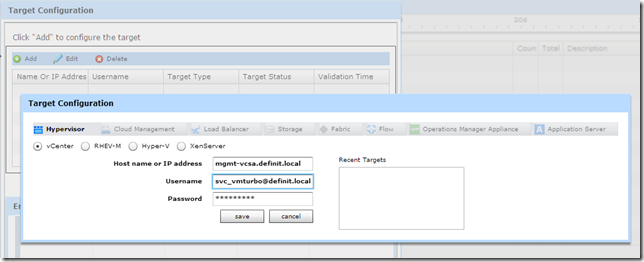 Target Configuration
20d
Click "Add" to configure the target
Add Edit Delete
Coun Total Description
Name Or IP Addres Username Target Type Target Status Validation Time
Target Configuration
Hypervisor Cloud Management Load Balancer Storage Fabric Flow Operations Manager Appliance Application Server
vCenter RHEV-M Hyper-V XenServer
Host name or IP address mgmt-vcsa.definit.local Recent Targets
Username svc_vmturbo@definit.local
Password *********
save cancel